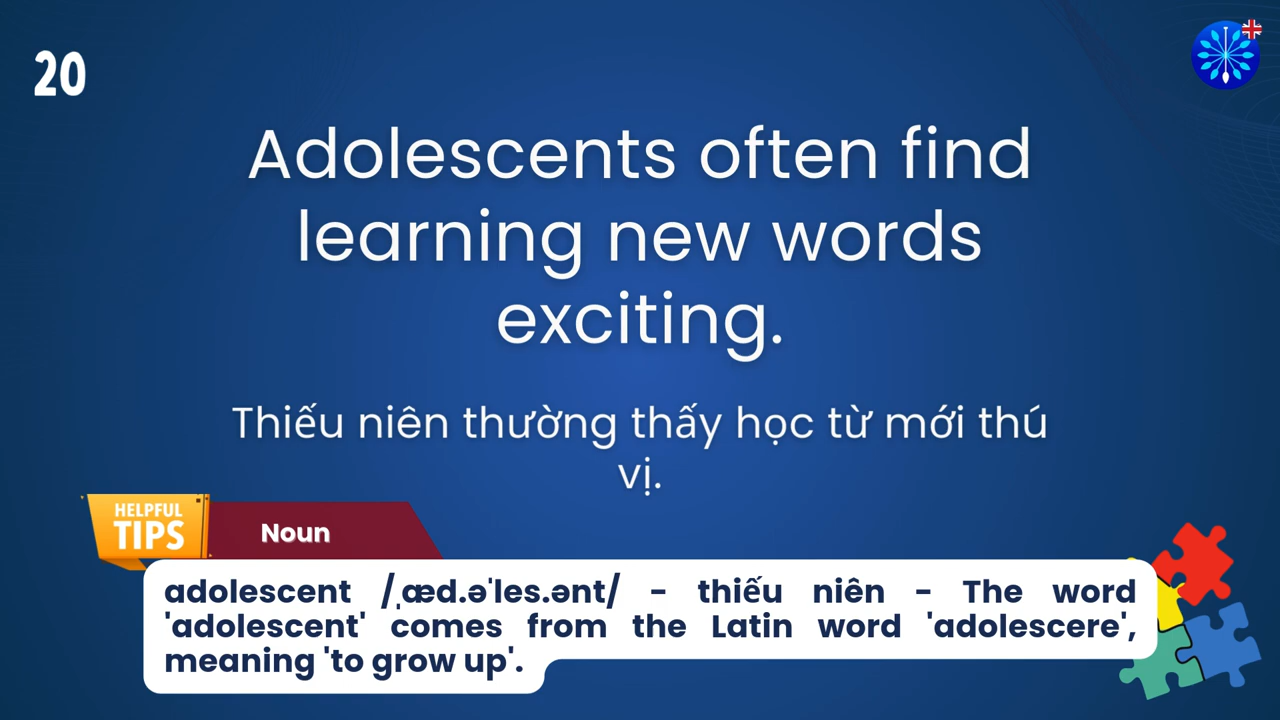 20
Adolescents often find
learning new words
exciting.
Thiếu niên thường thấy học từ mới thú
vị.
HELPFUL
TIPS
Noun
adolescent /ˌæd.əˈles.ənt/ - thiếu niên - The word
'adolescent' comes from the Latin word 'adolescere',
meaning 'to grow up'.